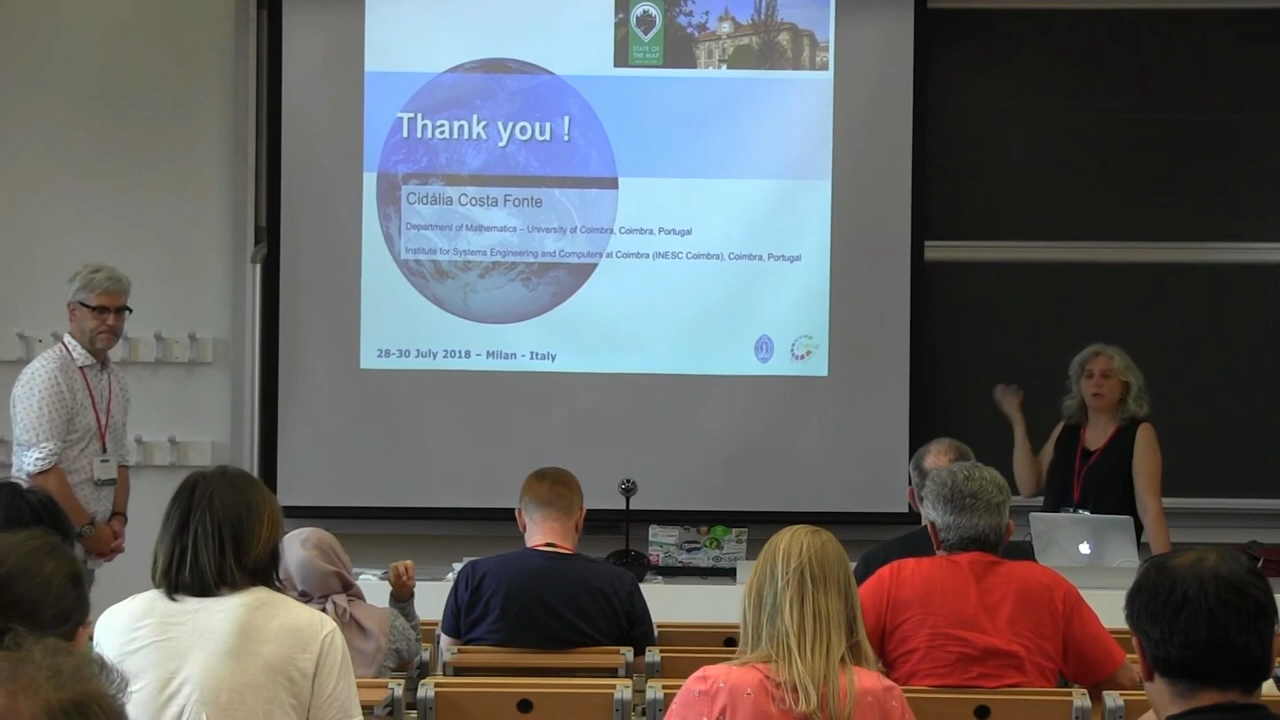 STATE OF
THE MAP
Thank you !
Cidália Costa Fonte
Department of Mathematics – University of Coimbra, Coimbra, Portugal
Institute for Systems Engineering and Computers at Coimbra (INESC Coimbra), Coimbra, Portugal
28-30 July 2018 – Milan - Italy